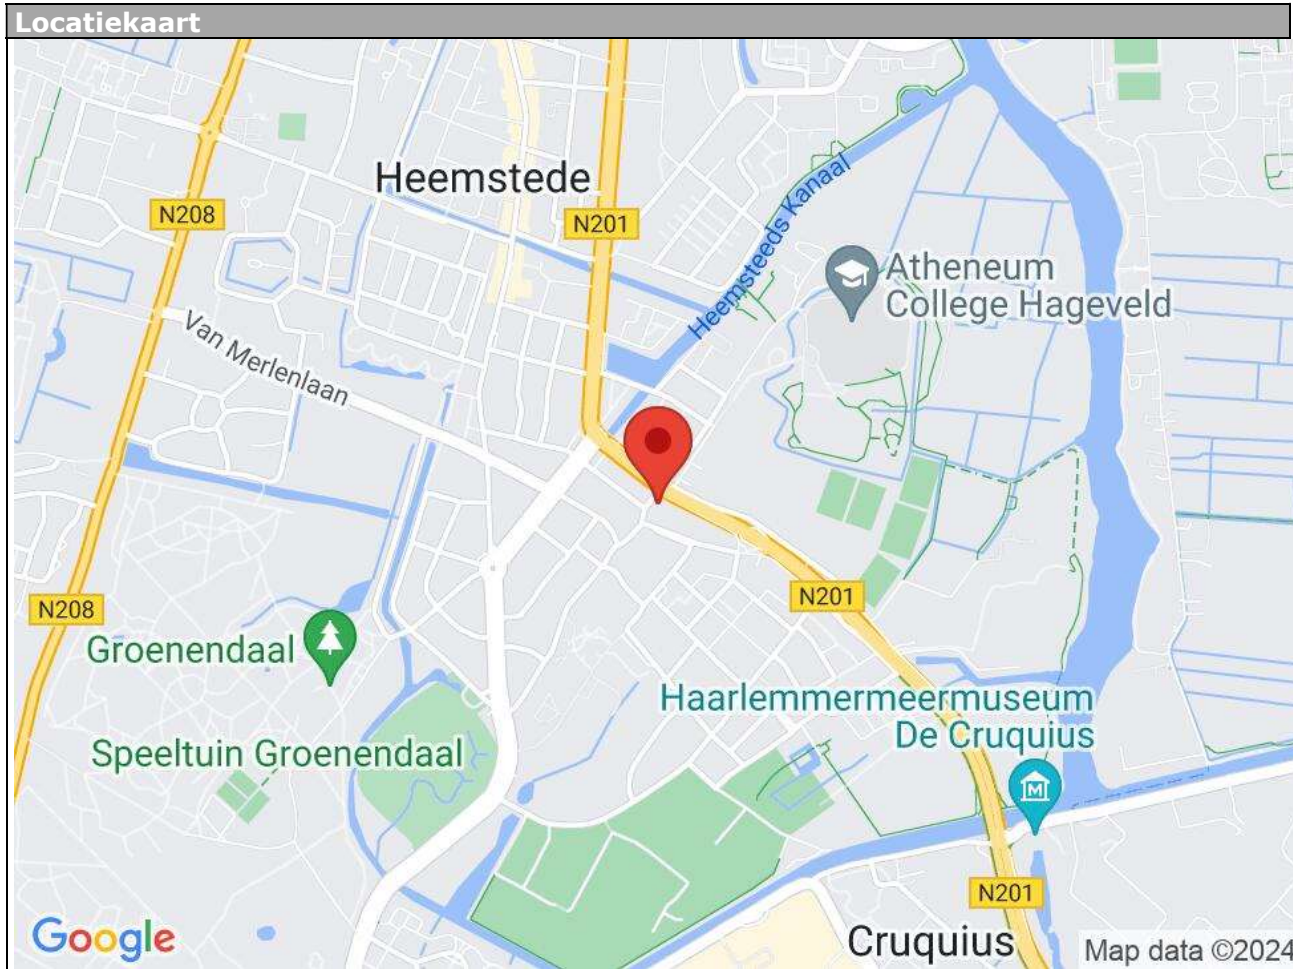 Locatiekaart
Heemstede
N208
N201
Heemsteeds Kanaal
Atheneum
College Hageveld
Van Merlenlaan
N208
N201
Groenendaal
Haarlemmermeermuseum
De Cruquius
Speeltuin Groenendaal
N201
Google
Cruquius
Map data ©2024